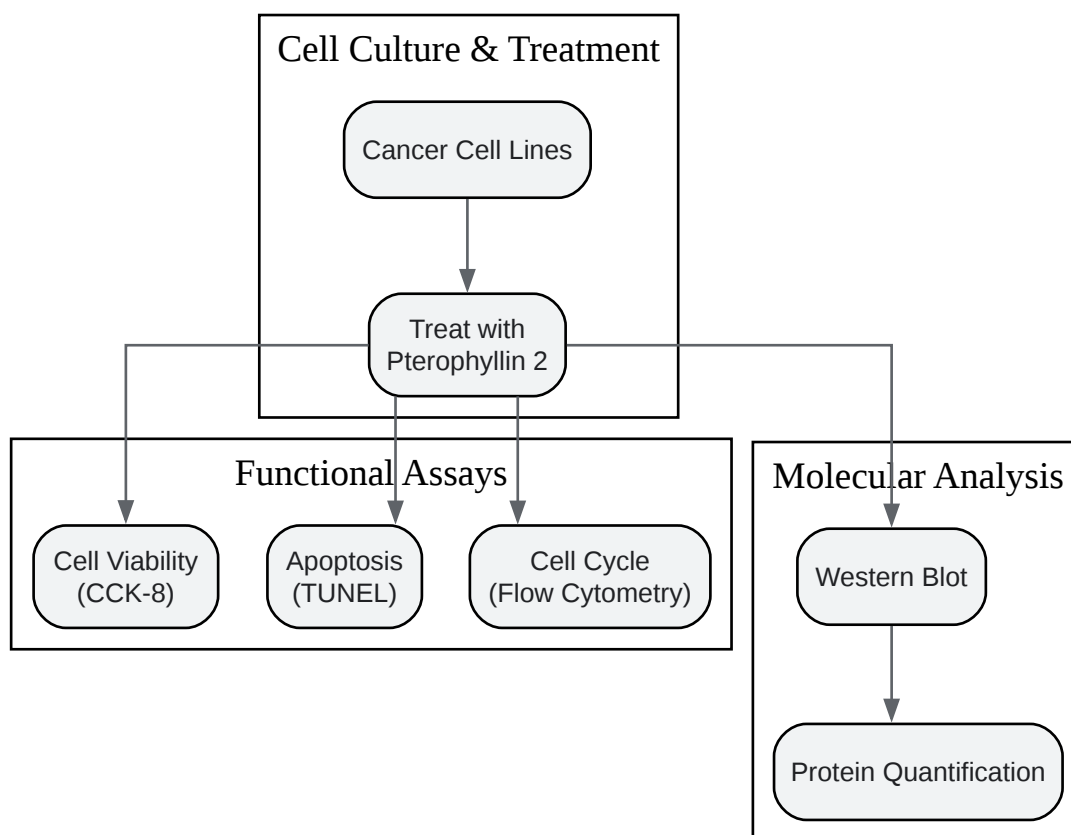 Cell Culture & Treatment
Cancer Cell Lines
Treat with
Pterophyllin 2
Functional Assays
Cell Viability
(CCK-8)
Apoptosis
(TUNEL)
Cell Cycle
(Flow Cytometry)
Molecular Analysis
Western Blot
Protein Quantification